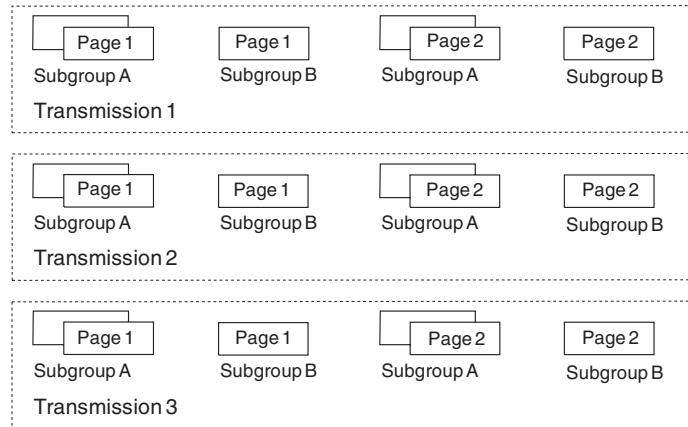 Page 1 Page 1 Page 2 Page 2
Subgroup A Subgroup B Subgroup A Subgroup B
Transmission 1
Page 1 Page 1 Page 2 Page 2
Subgroup A Subgroup B Subgroup A Subgroup B
Transmission 2
Page 1 Page 1 Page 2 Page 2
Subgroup A Subgroup B Subgroup A Subgroup B
Transmission 3